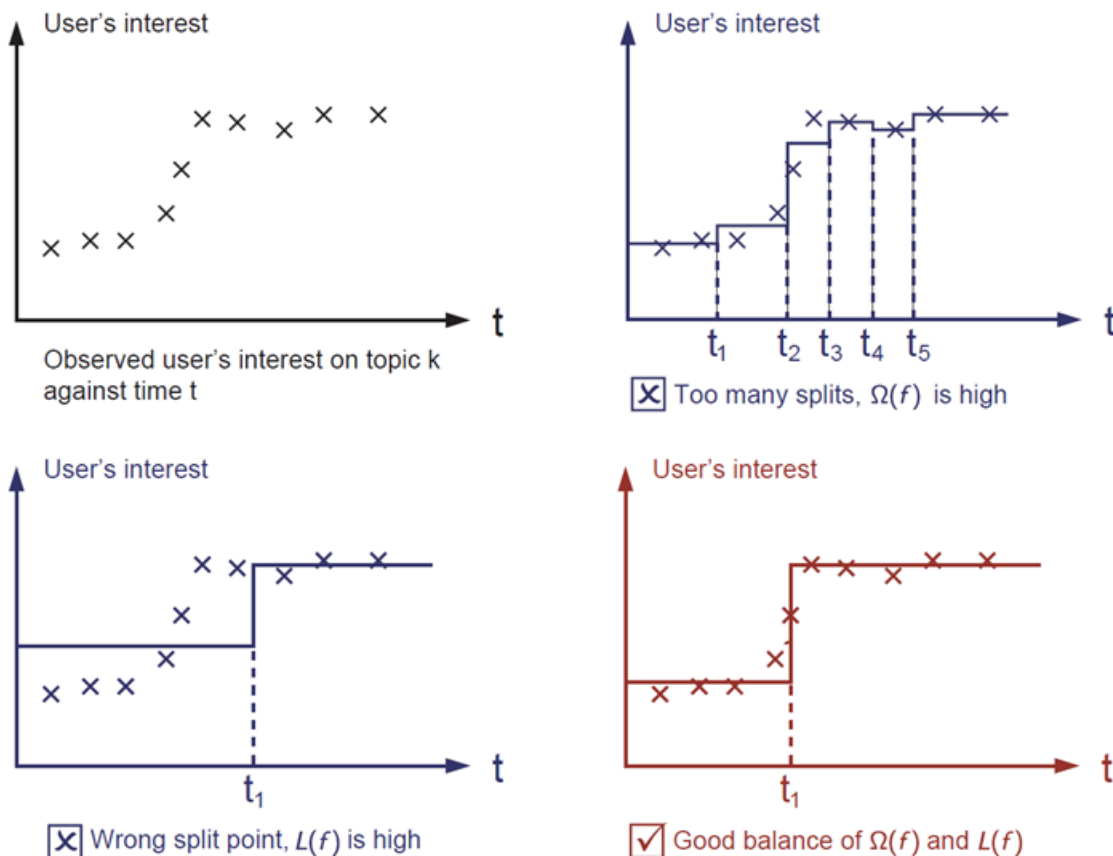 User's interest
t
Observed user's interest on topic k
against time t
User's interest
t
t₁ t₂ t₃ t₄ t₅
Too many splits, Ω(f) is high
User's interest
t
t₁
Wrong split point, L(f) is high
User's interest
t
t₁
Good balance of Ω(f) and L(f)